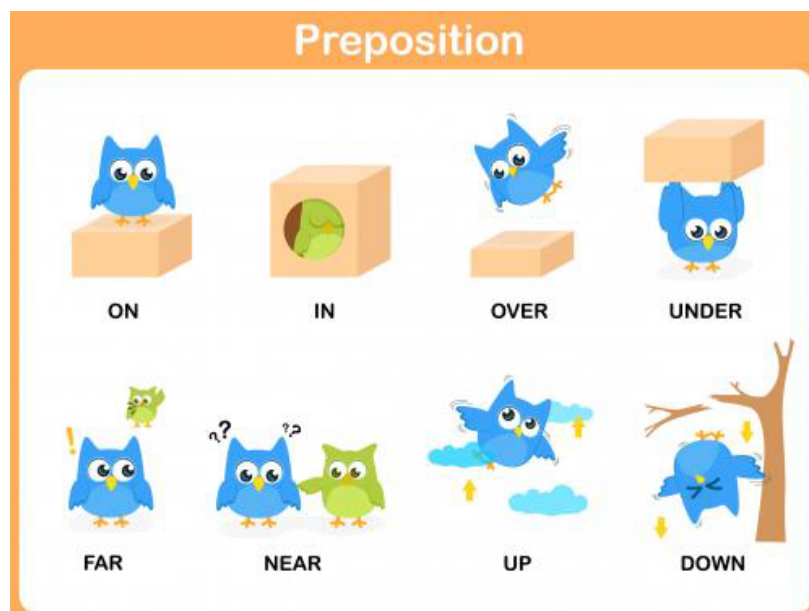 Preposition
ON IN OVER UNDER
! ?? ???
FAR NEAR UP DOWN